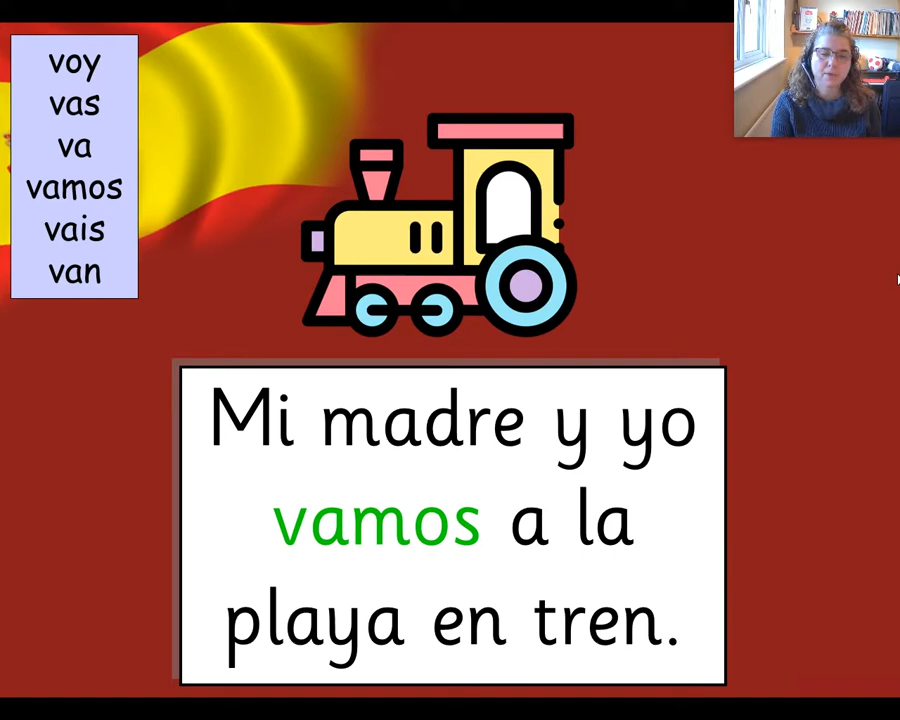 voy
vas
va
vamos
vais
van
Mi madre y yo
vamos a la
playa en tren.